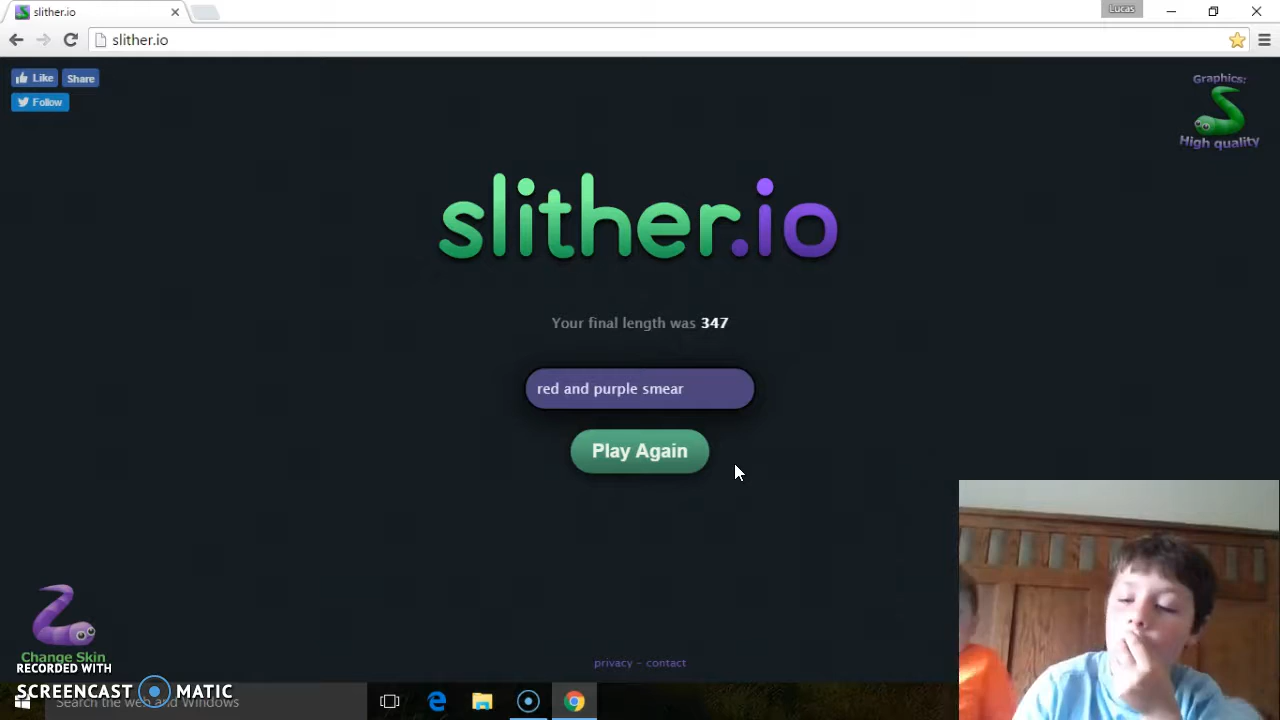 slither.io
Lucas
slither.io
Like Share
Follow
Graphics:
High quality
slither.io
Your final length was 347
red and purple smear
Play Again
Change Skin
RECORDED WITH
SCREENCAST MATIC
Search the web and Windows
privacy - contact